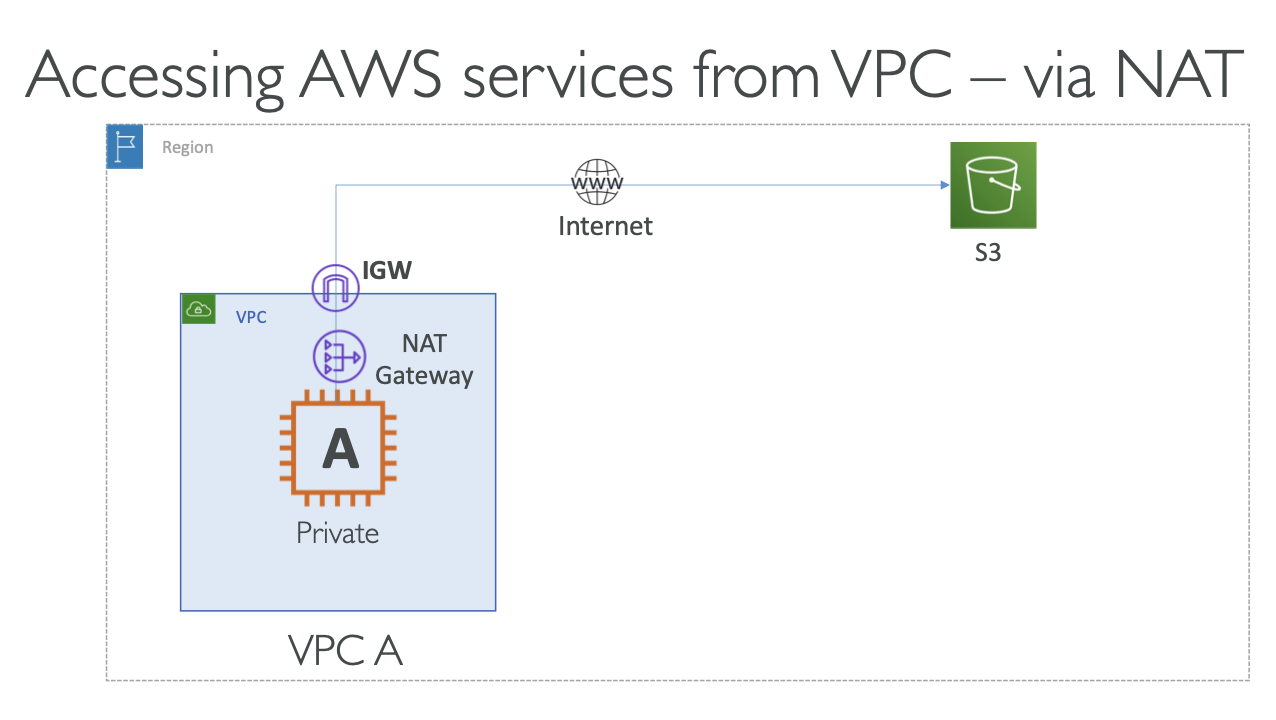 Accessing AWS services from VPC – via NAT
Region
WWW
Internet
S3
IGW
VPC
NAT
Gateway
A
Private
VPC A